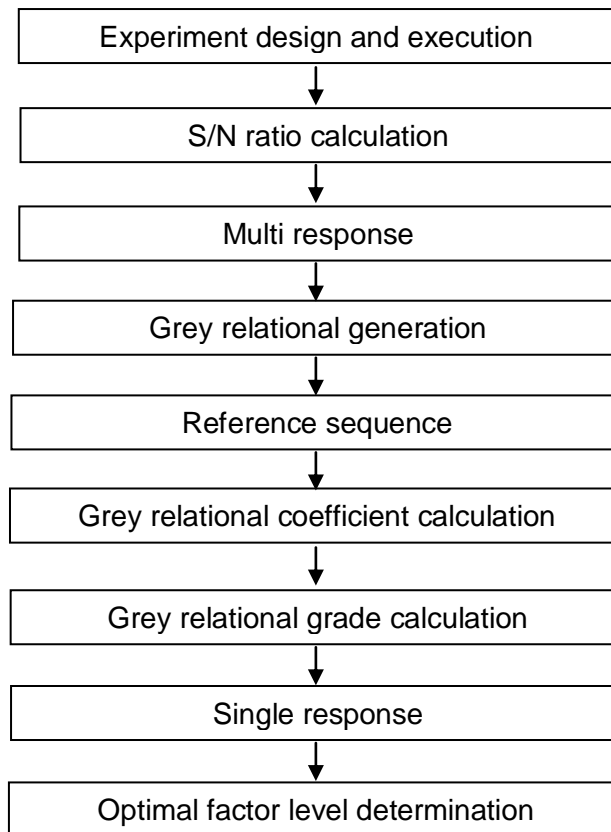 Experiment design and execution
S/N ratio calculation
Multi response
Grey relational generation
Reference sequence
Grey relational coefficient calculation
Grey relational grade calculation
Single response
Optimal factor level determination